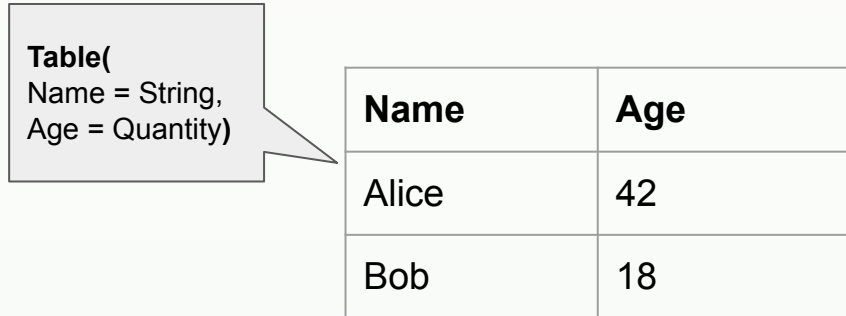 Table(
Name = String,
Age = Quantity)
Name Age
Alice 42
Bob 18